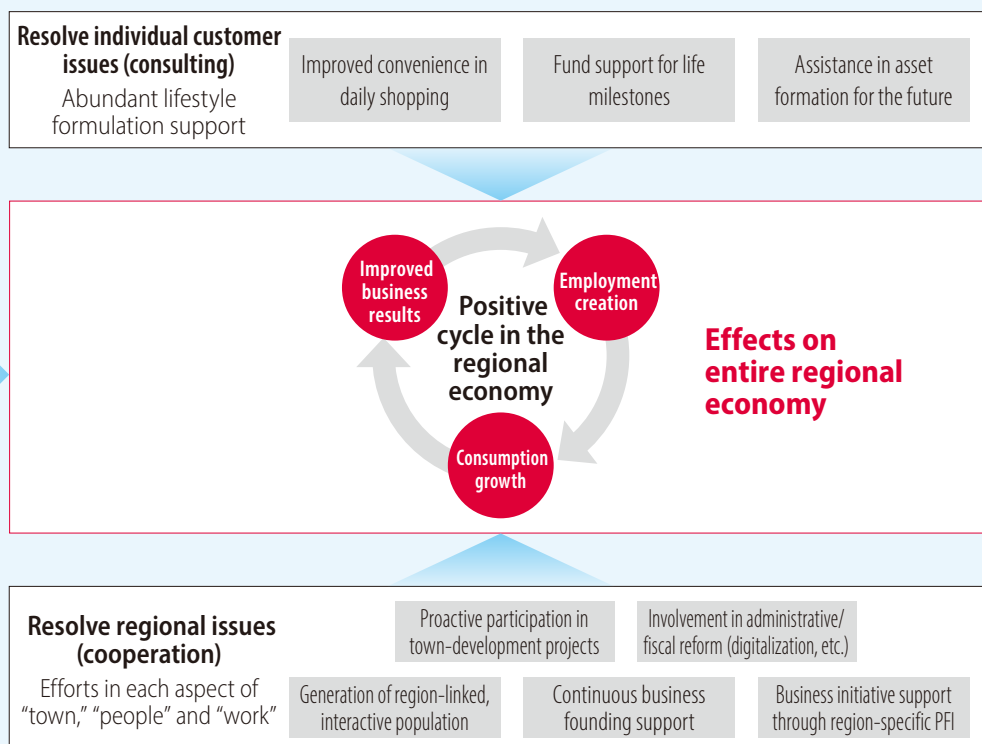 Resolve individual customer
issues (consulting)
Abundant lifestyle
formulation support
Improved convenience in
daily shopping
Fund support for life
milestones
Assistance in asset
formation for the future
Improved
business
results
Employment
creation
Positive
cycle in the
regional
economy
Consumption
growth
Effects on
entire regional
economy
Resolve regional issues
(cooperation)
Efforts in each aspect of
“town,” “people” and “work”
Proactive participation in
town-development projects
Involvement in administrative/
fiscal reform (digitalization, etc.)
Generation of region-linked,
interactive population
Continuous business
founding support
Business initiative support
through region-specific PFI